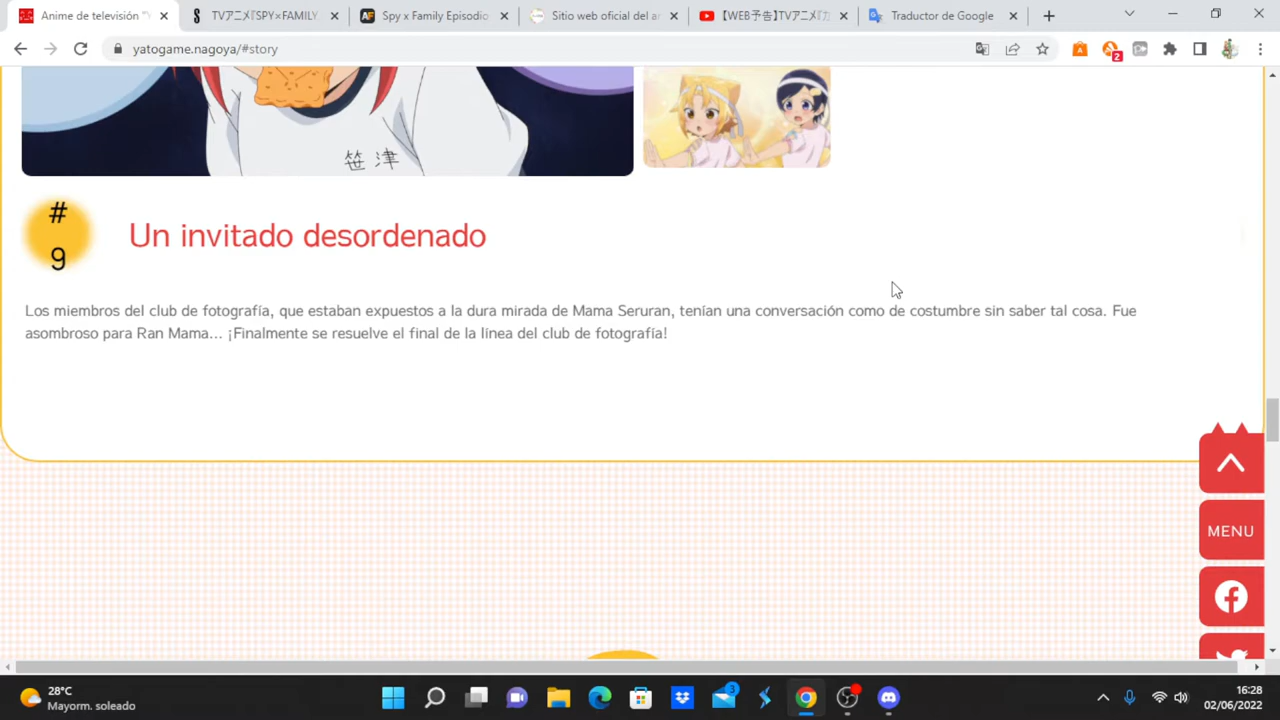 Anime de televisión "
TVアニメ『SPY×FAMILY
Spy x Family Episodio
Sitio web oficial del an
【WEB予告】TVアニメ『カ
Traductor de Google
yatogame.nagoya/#story
2
笹津
#
9
Un invitado desordenado
Los miembros del club de fotografía, que estaban expuestos a la dura mirada de Mama Seruran, tenían una conversación como de costumbre sin saber tal cosa. Fue
asombroso para Ran Mama... ¡Finalmente se resuelve el final de la línea del club de fotografía!
MENU
28°C
Mayorm. soleado
3
16:28
02/06/2022